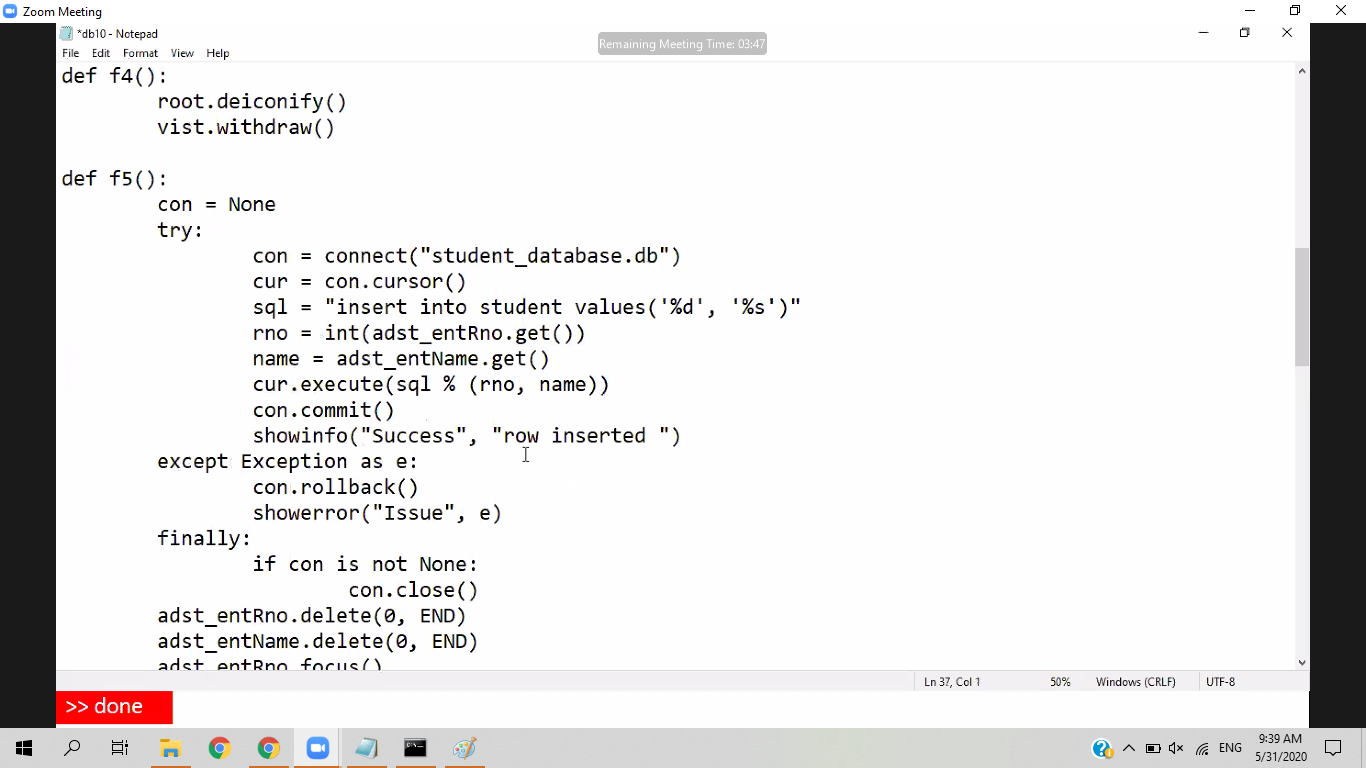 Zoom Meeting
*db10 - Notepad
Remaining Meeting Time: 03:47
File Edit Format View Help
def f4():
root.deiconify()
vist.withdraw()
def f5():
con = None
try:
con = connect("student_database.db")
cur = con.cursor()
sql = "insert into student values('%d', '%s')"
rno = int(adst_entRno.get())
name = adst_entName.get()
cur.execute(sql % (rno, name))
con.commit()
showinfo("Success", "row inserted ")
except Exception as e:
con.rollback()
showerror("Issue", e)
finally:
if con is not None:
con.close()
adst_entRno.delete(0, END)
adst_entName.delete(0, END)
adst_entRno.focus()
Ln 37, Col 1 50% Windows (CRLF) UTF-8
>> done
ENG
9:39 AM
5/31/2020